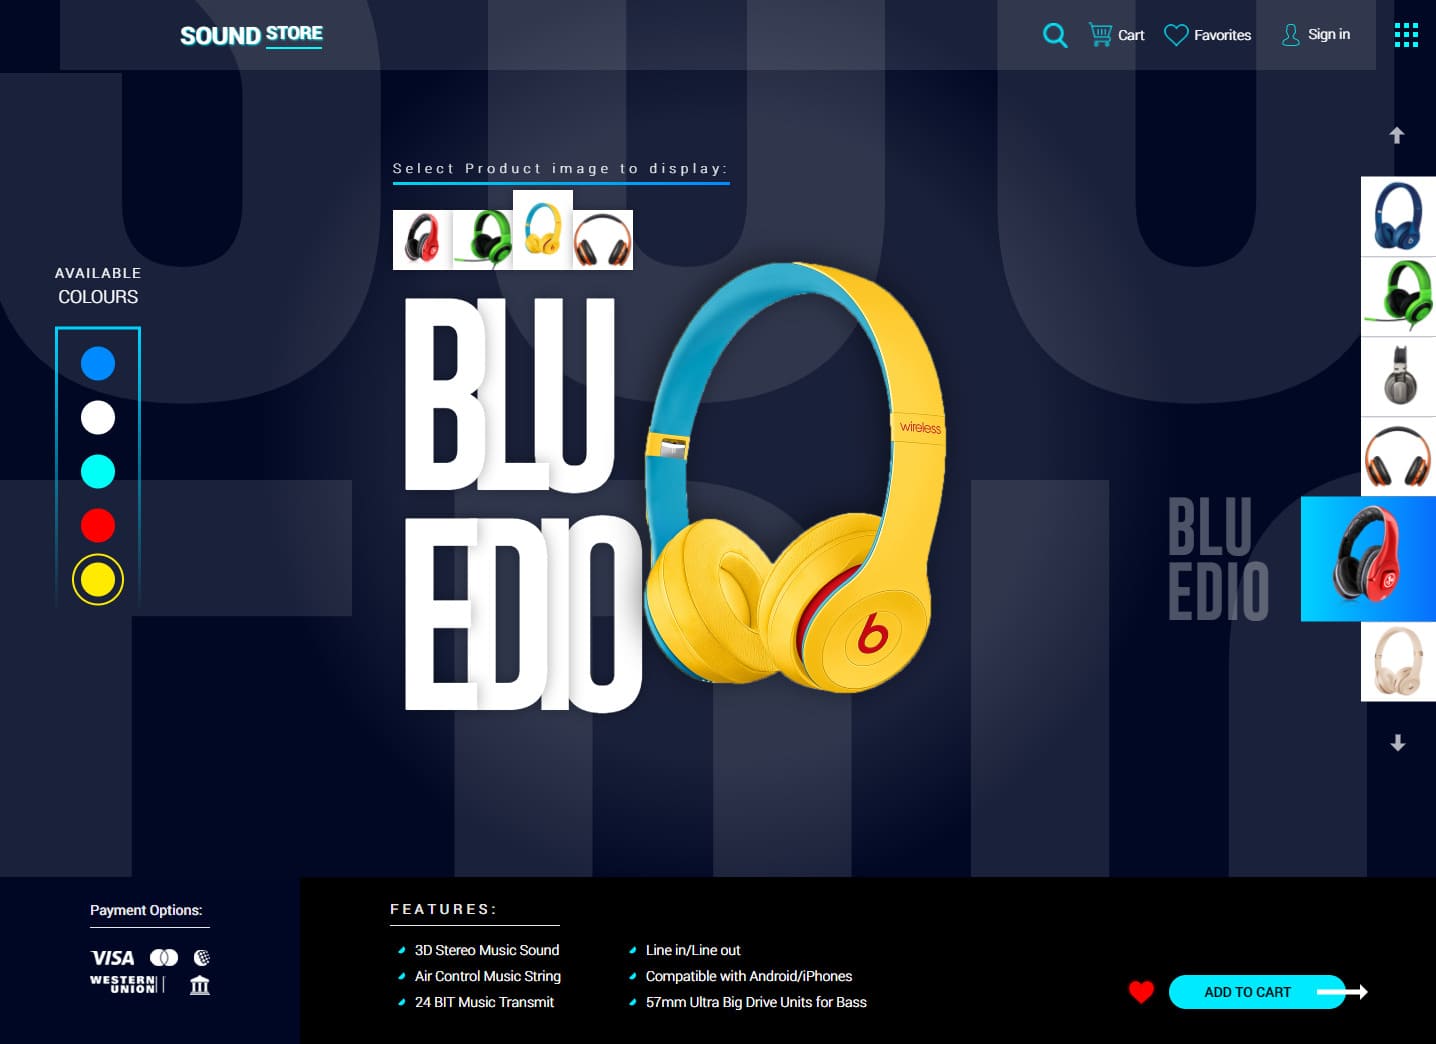 SOUND STORE
Cart
Favorites
Sign in
Select Product image to display:
AVAILABLE
COLOURS
BLU
EDIO
wireless
b
BLU
EDIO
Payment Options:
VISA
WESTERN
UNION
FEATURES:
3D Stereo Music Sound
Air Control Music String
24 BIT Music Transmit
Line in/Line out
Compatible with Android/iPhones
57mm Ultra Big Drive Units for Bass
ADD TO CART